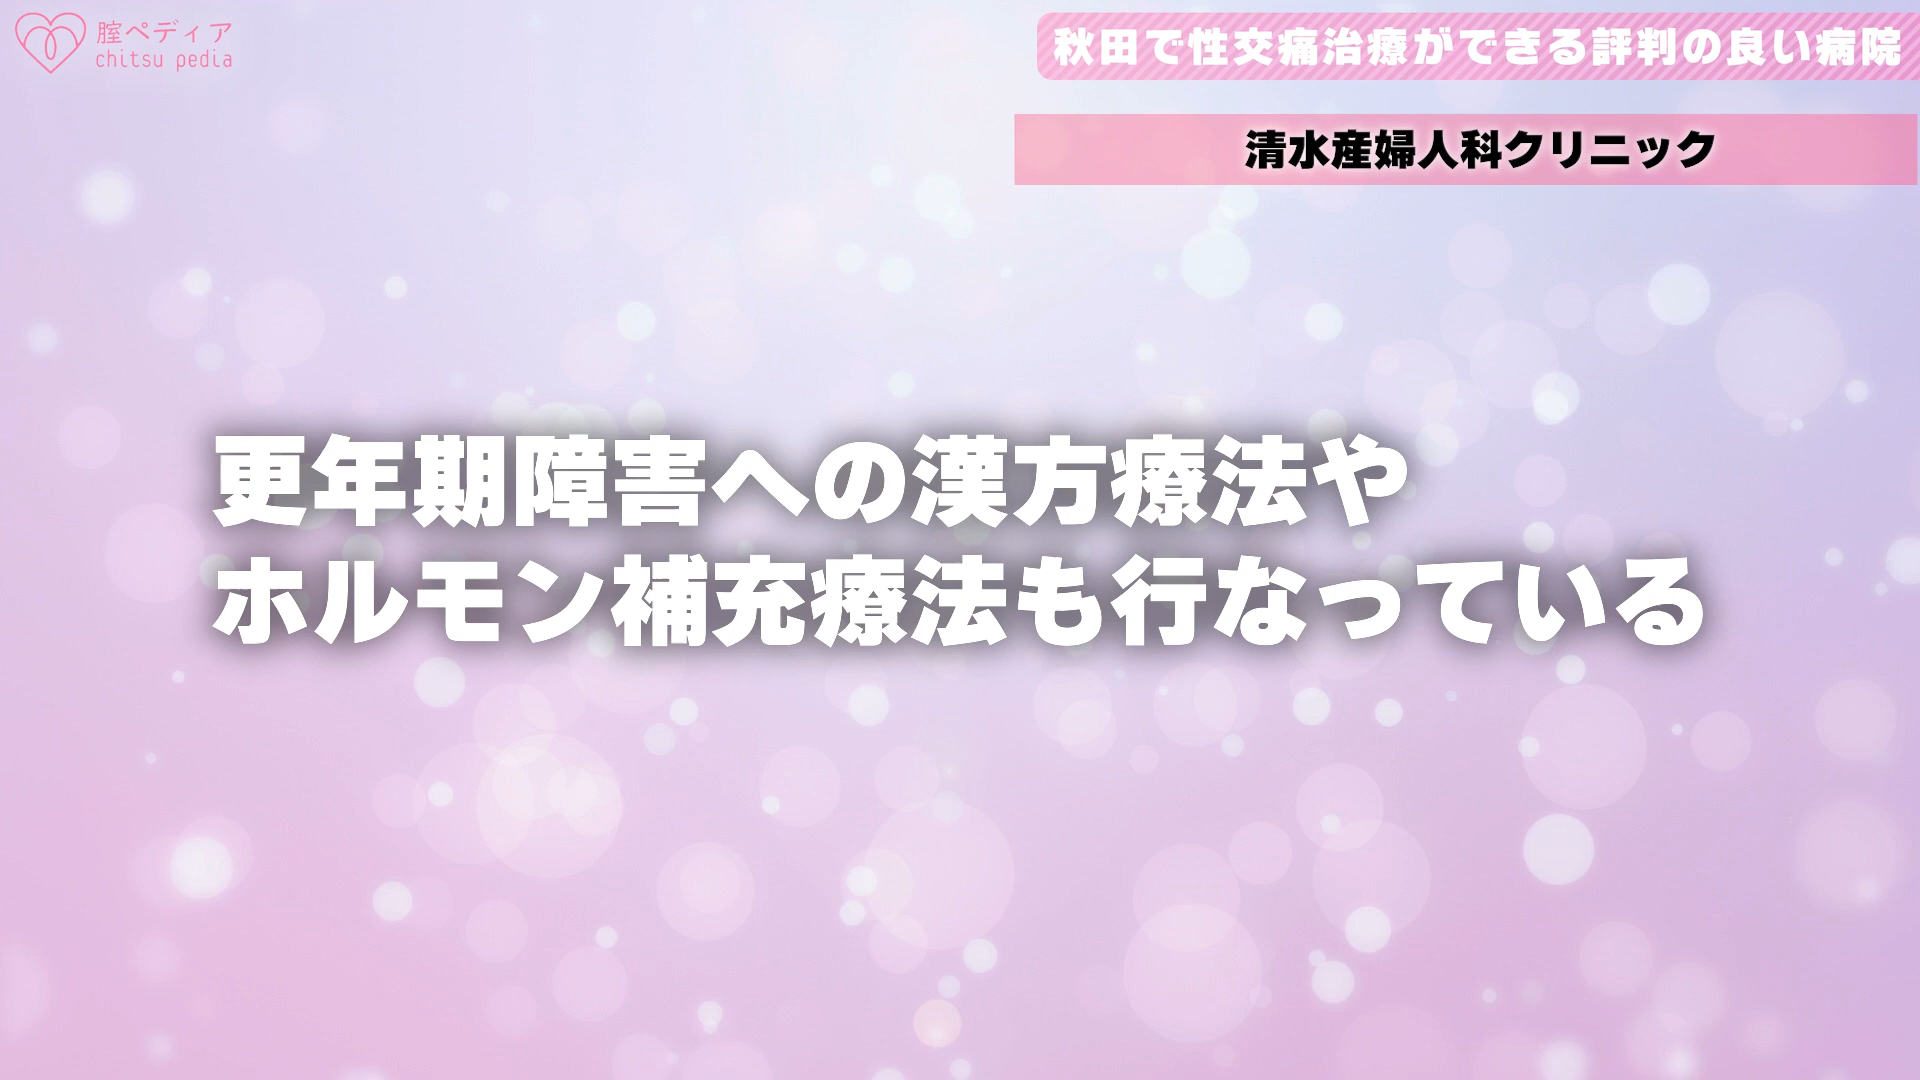 腟ペディア
chitsu pedia
秋田で性交痛治療ができる評判の良い病院
清水産婦人科クリニック
更年期障害への漢方療法や
ホルモン補充療法も行なっている